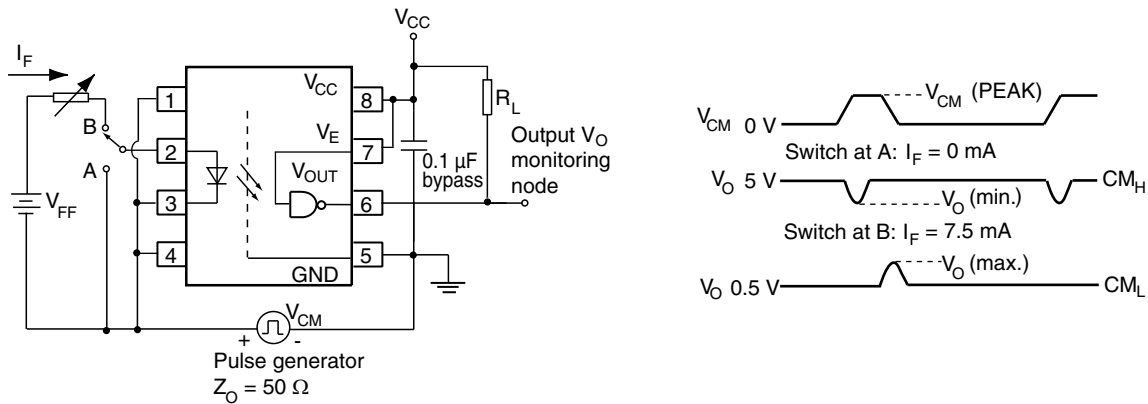 V_CC
I_F
B
A
V_FF
1
2
3
4
V_CC
V_E
V_OUT
GND
8
7
6
5
R_L
0.1 µF
bypass
Output V_O
monitoring
node
V_CM
+ -
Pulse generator
Z_O = 50 Ω
V_CM (PEAK)
V_CM 0 V
Switch at A: I_F = 0 mA
V_O 5 V
CM_H
V_O (min.)
Switch at B: I_F = 7.5 mA
V_O (max.)
V_O 0.5 V
CM_L